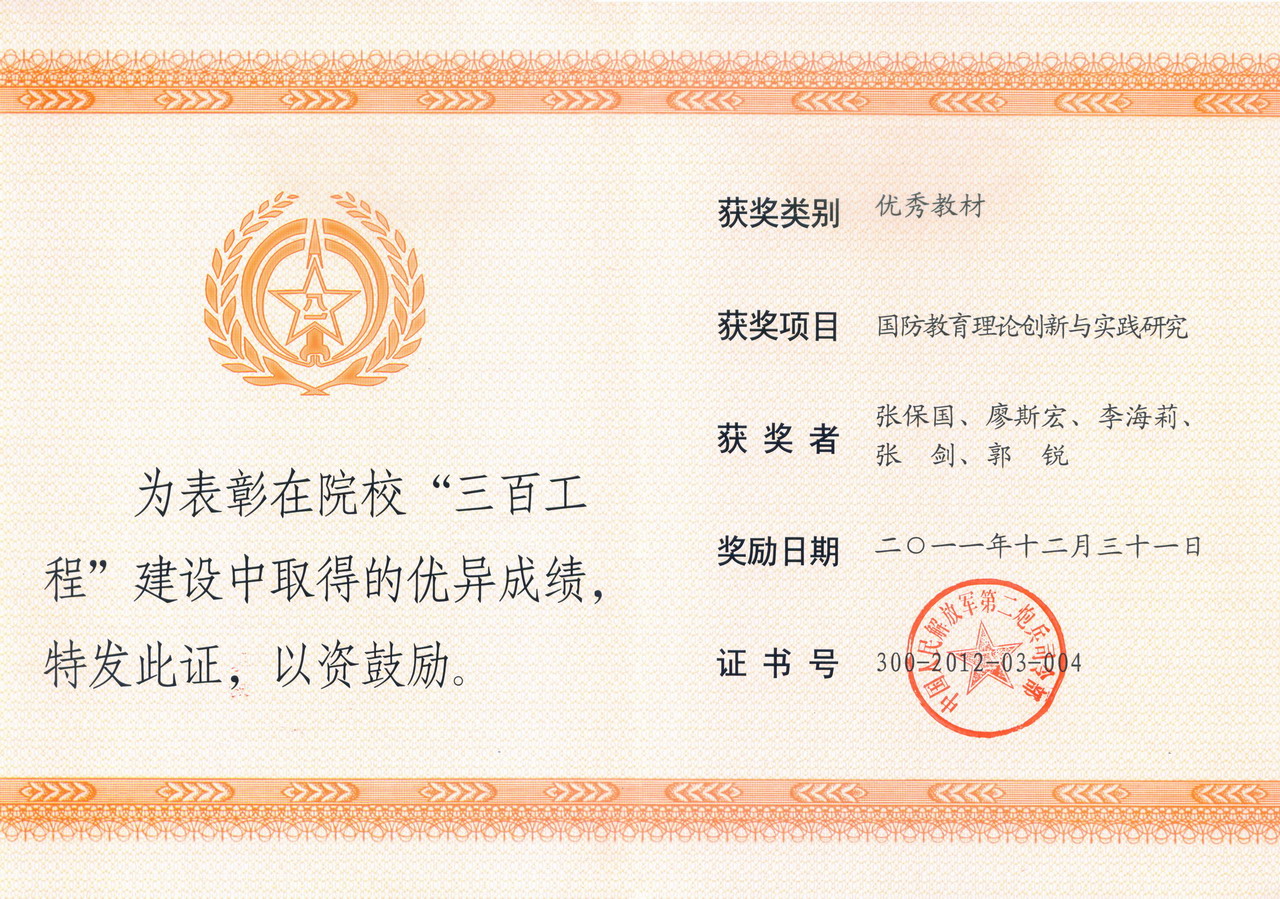 八一
为表彰在院校“三百工
程”建设中取得的优异成绩，
特发此证，以资鼓励。
获奖类别 优秀教材
获奖项目 国防教育理论创新与实践研究
获奖者 张保国、廖斯宏、李海莉、
张 剑、郭 锐
奖励日期 二〇一一年十二月三十一日
证书号 300-2012-03-004
中国人民解放军第二炮兵司令部